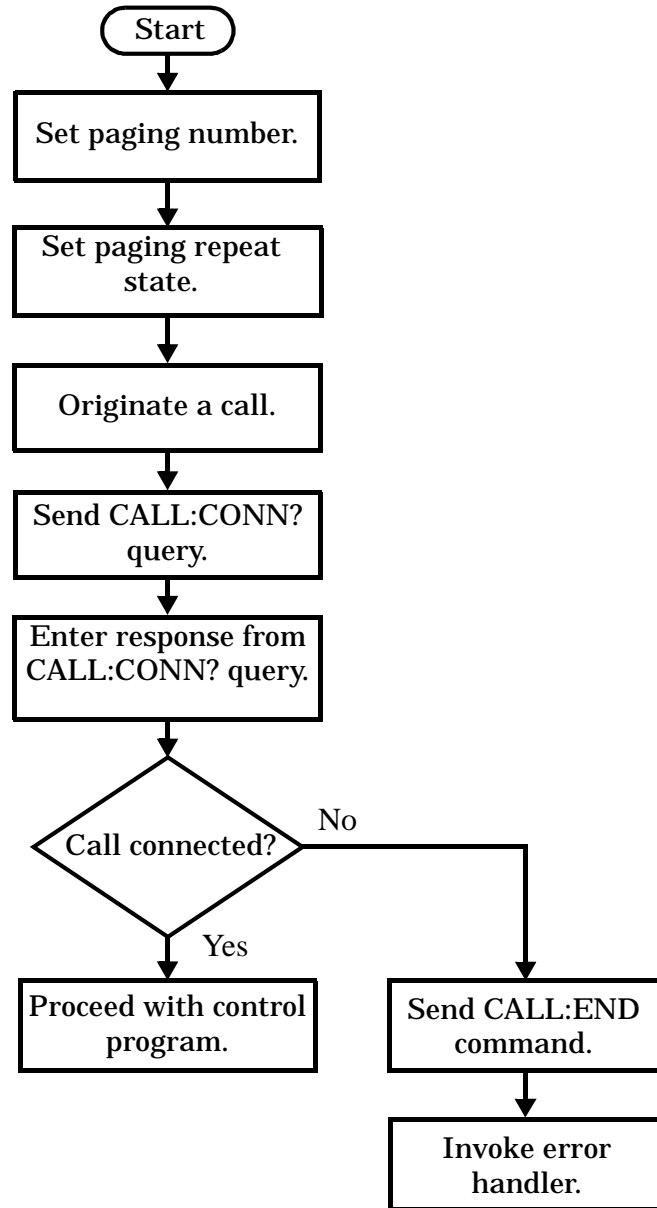 Start
Set paging number.
Set paging repeat
state.
Originate a call.
Send CALL:CONN?
query.
Enter response from
CALL:CONN? query.
Call connected?
No
Yes
Proceed with control
program.
Send CALL:END
command.
Invoke error
handler.